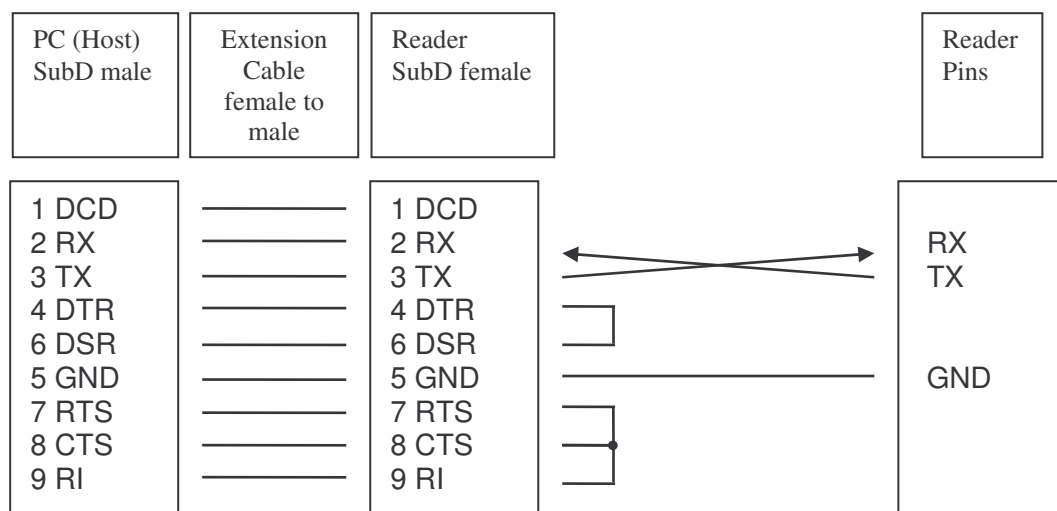 PC (Host)
SubD male
Extension
Cable
female to
male
Reader
SubD female
Reader
Pins
1 DCD
2 RX
3 TX
4 DTR
6 DSR
5 GND
7 RTS
8 CTS
9 RI
1 DCD
2 RX
3 TX
4 DTR
6 DSR
5 GND
7 RTS
8 CTS
9 RI
RX
TX
GND